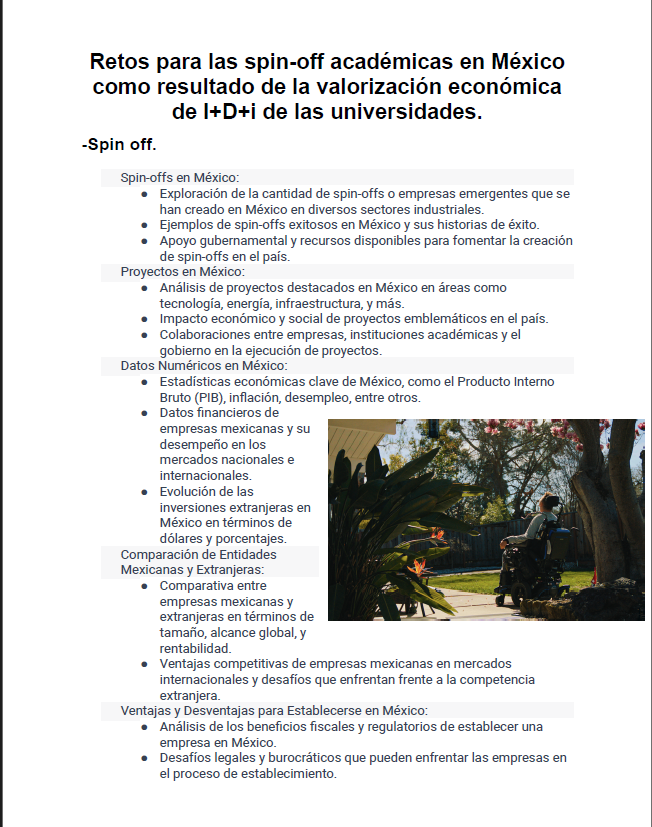 Retos para las spin-off académicas en México
como resultado de la valorización económica
de I+D+i de las universidades.
-Spin off.
Spin-offs en México:
● Exploración de la cantidad de spin-offs o empresas emergentes que se
han creado en México en diversos sectores industriales.
● Ejemplos de spin-offs exitosos en México y sus historias de éxito.
● Apoyo gubernamental y recursos disponibles para fomentar la creación
de spin-offs en el país.
Proyectos en México:
● Análisis de proyectos destacados en México en áreas como
tecnología, energía, infraestructura, y más.
● Impacto económico y social de proyectos emblemáticos en el país.
● Colaboraciones entre empresas, instituciones académicas y el
gobierno en la ejecución de proyectos.
Datos Numéricos en México:
● Estadísticas económicas clave de México, como el Producto Interno
Bruto (PIB), inflación, desempleo, entre otros.
● Datos financieros de
empresas mexicanas y su
desempeño en los
mercados nacionales e
internacionales.
● Evolución de las
inversiones extranjeras en
México en términos de
dólares y porcentajes.
Comparación de Entidades
Mexicanas y Extranjeras:
● Comparativa entre
empresas mexicanas y
extranjeras en términos de
tamaño, alcance global, y
rentabilidad.
● Ventajas competitivas de empresas mexicanas en mercados
internacionales y desafíos que enfrentan frente a la competencia
extranjera.
Ventajas y Desventajas para Establecerse en México:
● Análisis de los beneficios fiscales y regulatorios de establecer una
empresa en México.
● Desafíos legales y burocráticos que pueden enfrentar las empresas en
el proceso de establecimiento.